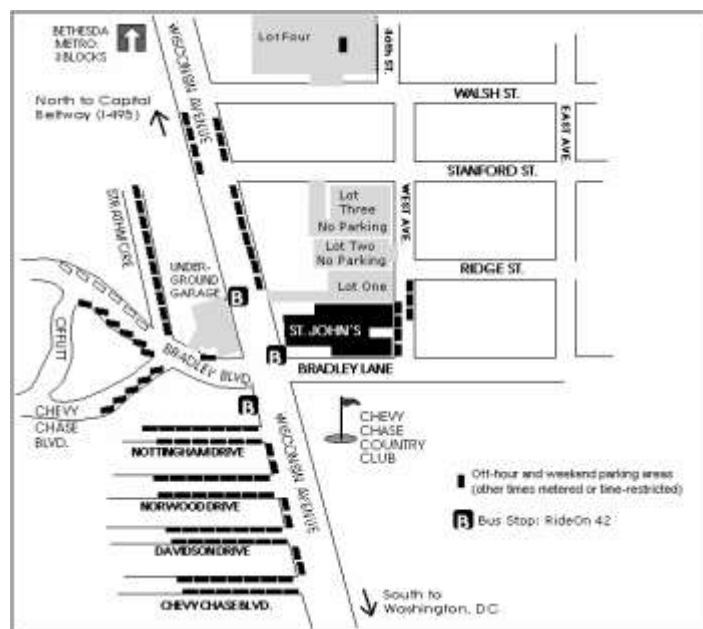 BETHESDA
METRO:
3 BLOCKS
WISCONSIN AVENUE
Lot Four
46th ST.
WALSH ST.
EAST AVE.
North to Capital
Beltway (I-495)
STANFORD ST.
STRATHMORE
Lot
Three
No Parking
Lot Two
No Parking
WEST AVE
RIDGE ST.
UNDER-
GROUND
GARAGE
B
Lot One
ST. JOHN'S
OFFUTT
BRADLEY BLVD.
B
BRADLEY LANE
CHEVY
CHASE
BLVD.
B
CHEVY
CHASE
COUNTRY
CLUB
WISCONSIN AVENUE
NOTTINGHAM DRIVE
Off-hour and weekend parking areas
(other times metered or time-restricted)
NORWOOD DRIVE
B Bus Stop: RideOn 42
DAVIDSON DRIVE
CHEVY CHASE BLVD.
South to
Washington, D.C.